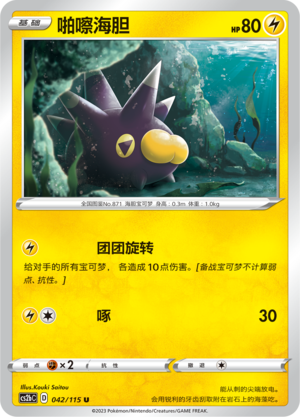 基础
啪嚓海胆
HP80
全国图鉴No.871 海胆宝可梦 身高：0.3m 体重：1.0kg
团团旋转
给对手的所有宝可梦，各造成10点伤害。[备战宝可梦不计算弱
点、抗性。]
啄 30
弱点 ×2 抗性 撤退
Illus.Kouki Saitou
CS2bC D 042/115 U
能从刺的尖端放电。
会用锐利的牙齿刮取附在岩石上的海藻吃。
©2023 Pokémon/Nintendo/Creatures/GAME FREAK.